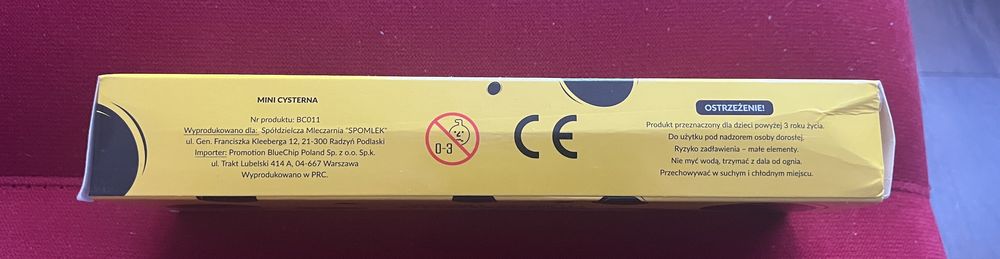 MINI CYSTERNA
Nr produktu: BC011
Wyprodukowano dla: Spółdzielcza Mleczarnia "SPOMLEK"
ul. Gen. Franciszka Kleeberga 12, 21-300 Radzyń Podlaski
Importer: Promotion BlueChip Poland Sp. z o.o. Sp.k.
ul. Trakt Lubelski 414 A, 04-667 Warszawa
Wyprodukowano w PRC.
0-3
CE
OSTRZEŻENIE!
Produkt przeznaczony dla dzieci powyżej 3 roku życia.
Do użytku pod nadzorem osoby dorosłej.
Ryzyko zadławienia – małe elementy.
Nie myć wodą, trzymać z dala od ognia.
Przechowywać w suchym i chłodnym miejscu.